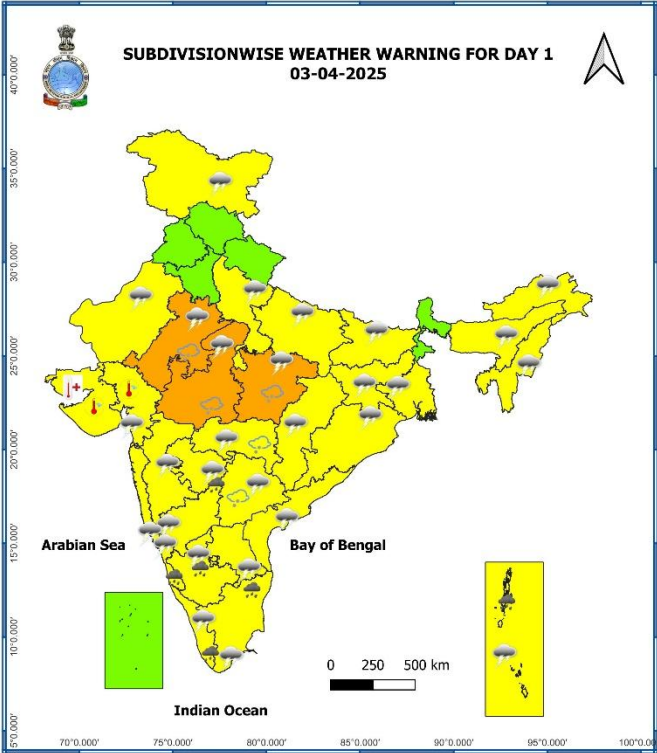 SUBDIVISIONWISE WEATHER WARNING FOR DAY 1
03-04-2025
40°0.000'
35°0.000'
30°0.000'
25°0.000'
20°0.000'
15°0.000'
10°0.000'
5°0.000'
Arabian Sea
Bay of Bengal
0 250 500 km
Indian Ocean
70°0.000' 75°0.000' 80°0.000' 85°0.000' 90°0.000' 95°0.000' 100°0.00